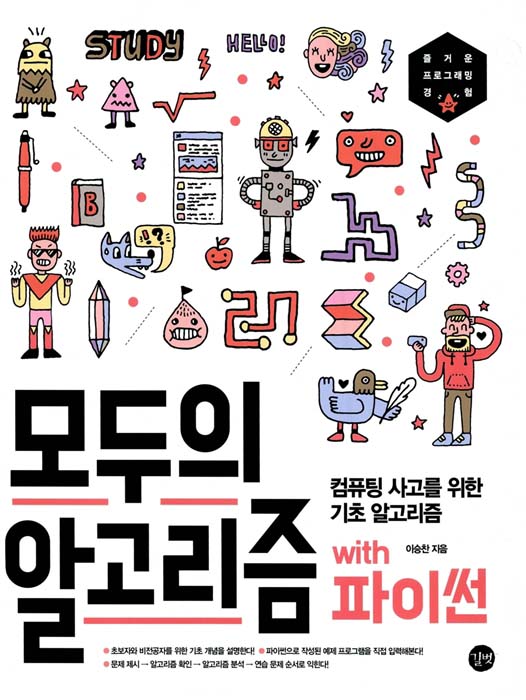 STUDY
HELLO!
즐거운
프로그래밍
경험
B
!?
모두의
알고리즘
컴퓨팅 사고를 위한
기초 알고리즘
with 이승찬 지음
파이썬
● 초보자와 비전공자를 위한 기초 개념을 설명한다! ● 파이썬으로 작성된 예제 프로그램을 직접 입력해본다!
● 문제 제시 → 알고리즘 확인 → 알고리즘 분석 → 연습 문제 순서로 익힌다!
길벗